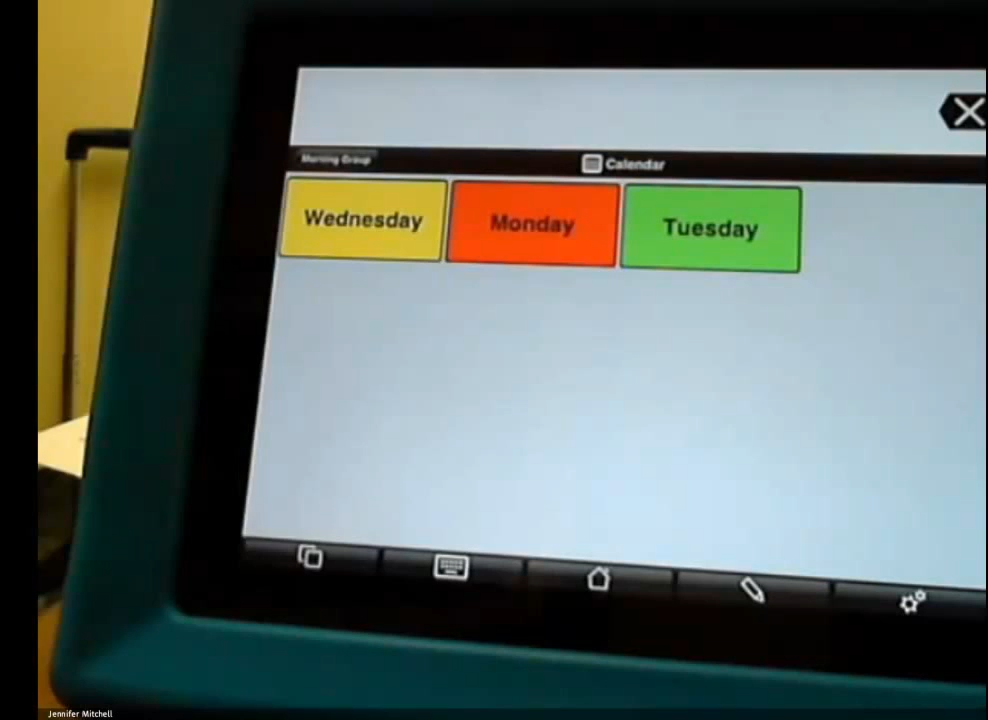 Morning Group
Calendar
Wednesday
Monday
Tuesday
Jennifer Mitchell